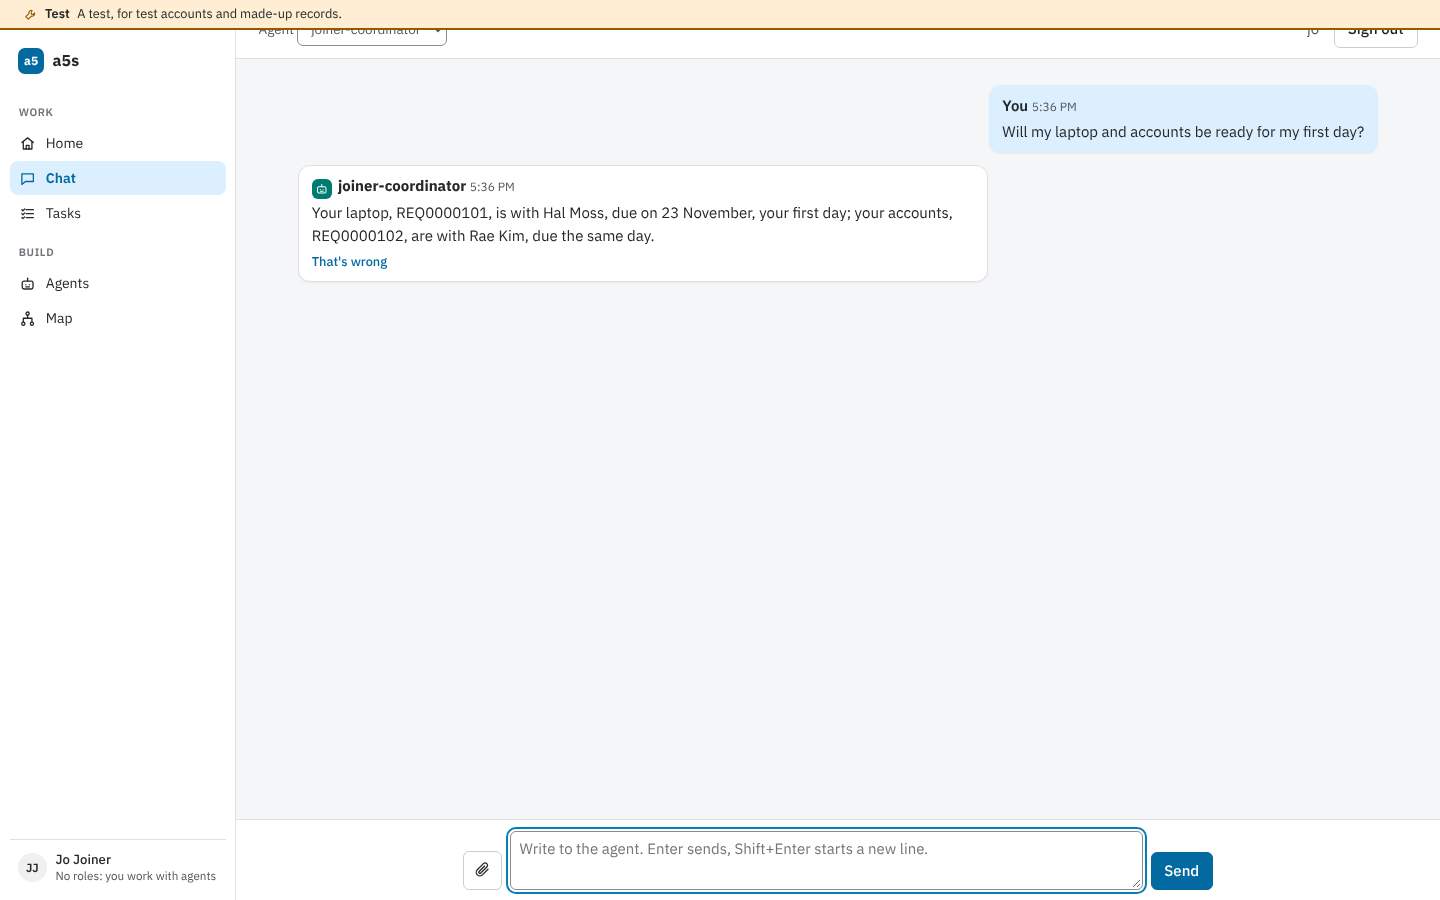 Test A test, for test accounts and made-up records.
Agent joiner-coordinator jo Sign out
a5 a5s
WORK
Home
Chat
Tasks
BUILD
Agents
Map
You 5:36 PM
Will my laptop and accounts be ready for my first day?
joiner-coordinator 5:36 PM
Your laptop, REQ0000101, is with Hal Moss, due on 23 November, your first day; your accounts,
REQ0000102, are with Rae Kim, due the same day.
That's wrong
Write to the agent. Enter sends, Shift+Enter starts a new line.
Send
JJ
Jo Joiner
No roles: you work with agents